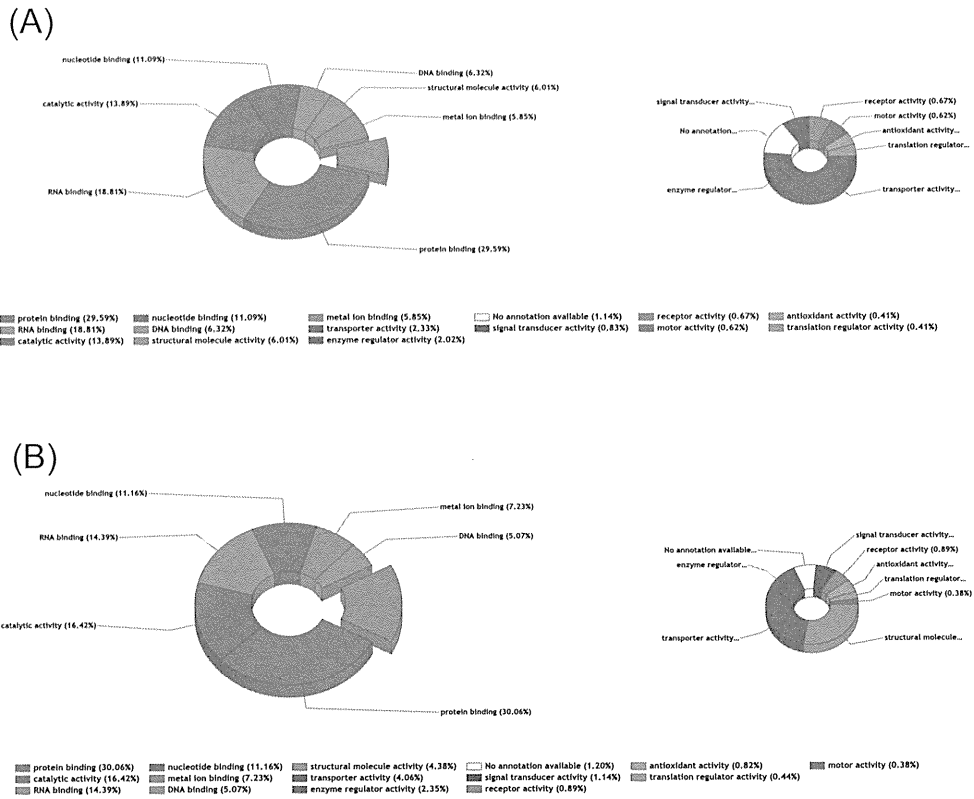 (A)
nucleotide binding (11.09%)
DNA binding (6.32%)
structural molecule activity (6,01%)
catalytic activity (13.89%)
metal ion binding (5.85%)
RNA binding (18.81%)
protein binding (29.59%)
signal transducer activity...
receptor activity (0.67%)
motor activity (0.62%)
No annotation...
antioxidant activity...
translation regulator...
enzyme regulator...
transporter activity...
protein binding (29.59%)
nucleotide binding (11.09%)
metal ion binding (5.85%)
No annotation available (1.14%)
receptor activity (0.67%)
antioxidant activity (0.41%)
RNA binding (18.81%)
DNA binding (6.32%)
transporter activity (2.33%)
signal transducer activity (0.83%)
motor activity (0.62%)
translation regulator activity (0.41%)
catalytic activity (13.89%)
structural molecule activity (6.01%)
enzyme regulator activity (2.02%)
(B)
nucleotide binding (11.16%)
metal ion binding (7.23%)
RNA binding (14.39%)
DNA binding (5.07%)
catalytic activity (16.42%)
protein binding (30.06%)
signal transducer activity...
No annotation available...
receptor activity (0.89%)
enzyme regulator...
antioxidant activity...
translation regulator...
motor activity (0.38%)
transporter activity...
structural molecule...
protein binding (30.06%)
nucleotide binding (11.16%)
structural molecule activity (4.38%)
No annotation available (1.20%)
antioxidant activity (0.82%)
motor activity (0.38%)
catalytic activity (16.42%)
metal ion binding (7.23%)
transporter activity (4.06%)
signal transducer activity (1.14%)
translation regulator activity (0.44%)
RNA binding (14.39%)
DNA binding (5.07%)
enzyme regulator activity (2.35%)
receptor activity (0.89%)